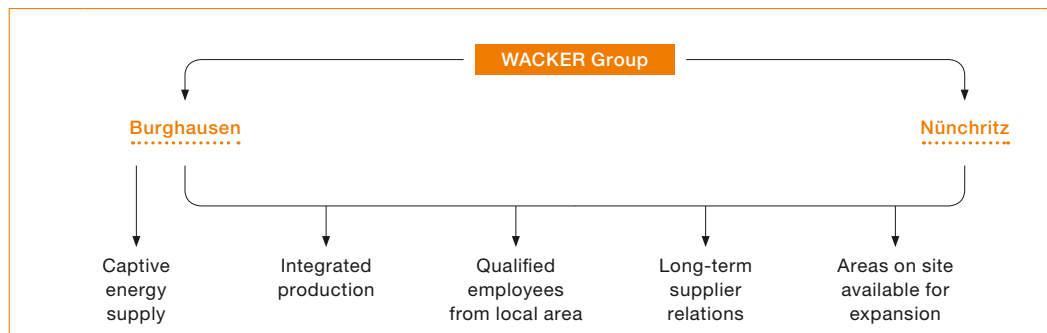 WACKER Group
Burghausen
Nünchritz
Captive
energy
supply
Integrated
production
Qualified
employees
from local area
Long-term
supplier
relations
Areas on site
available for
expansion